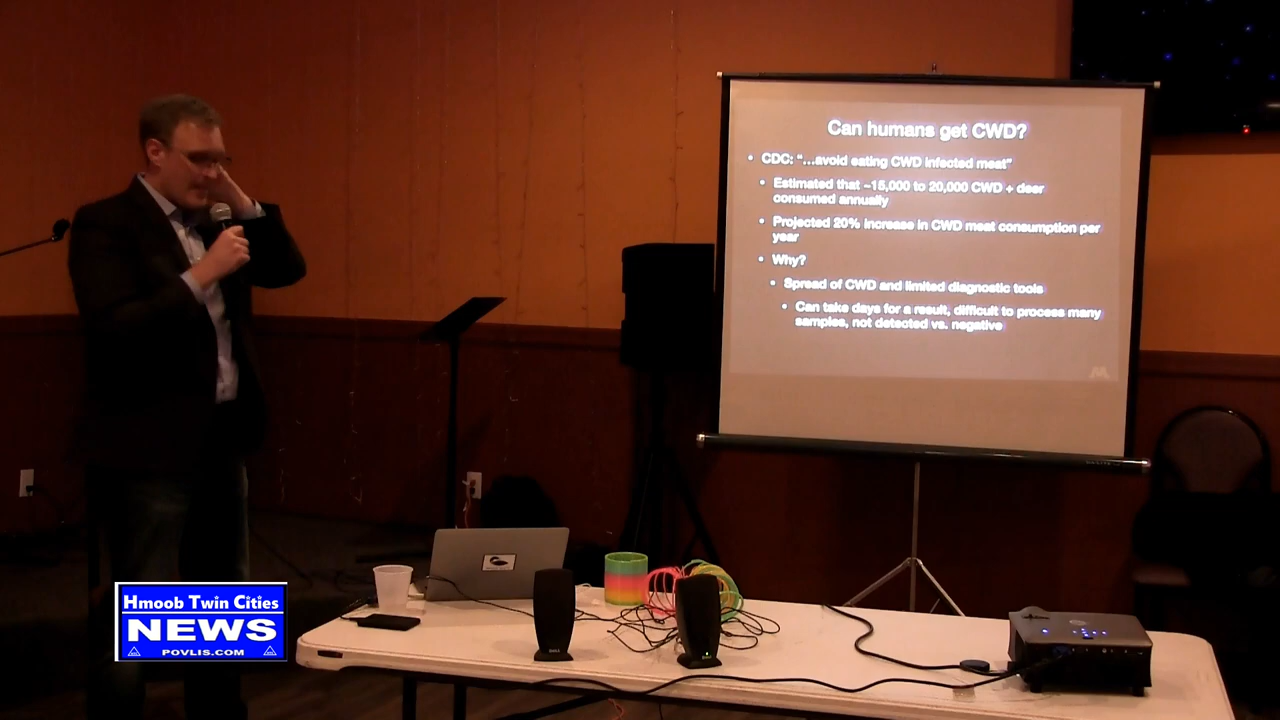 Can humans get CWD?
• CDC: “...avoid eating CWD infected meat”
• Estimated that ~15,000 to 20,000 CWD + deer
consumed annually
• Projected 20% increase in CWD meat consumption per
year
• Why?
• Spread of CWD and limited diagnostic tools
• Can take days for a result, difficult to process many
samples, not detected vs. negative
M
Hmoob Twin Cities
NEWS
POVLIS.COM